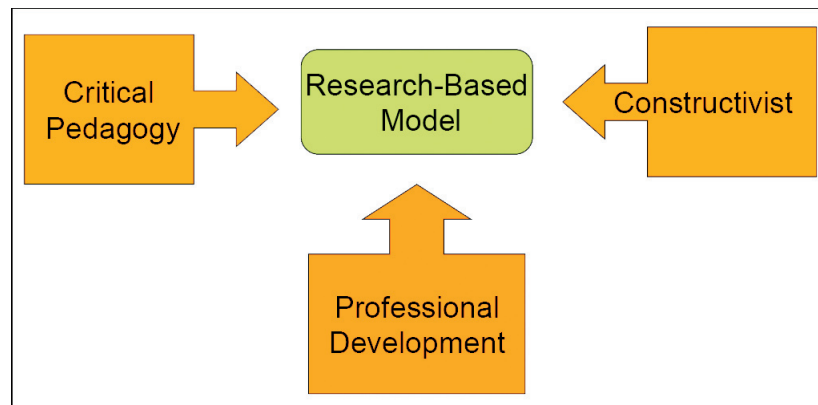 Critical
Pedagogy
Research-Based
Model
Constructivist
Professional
Development